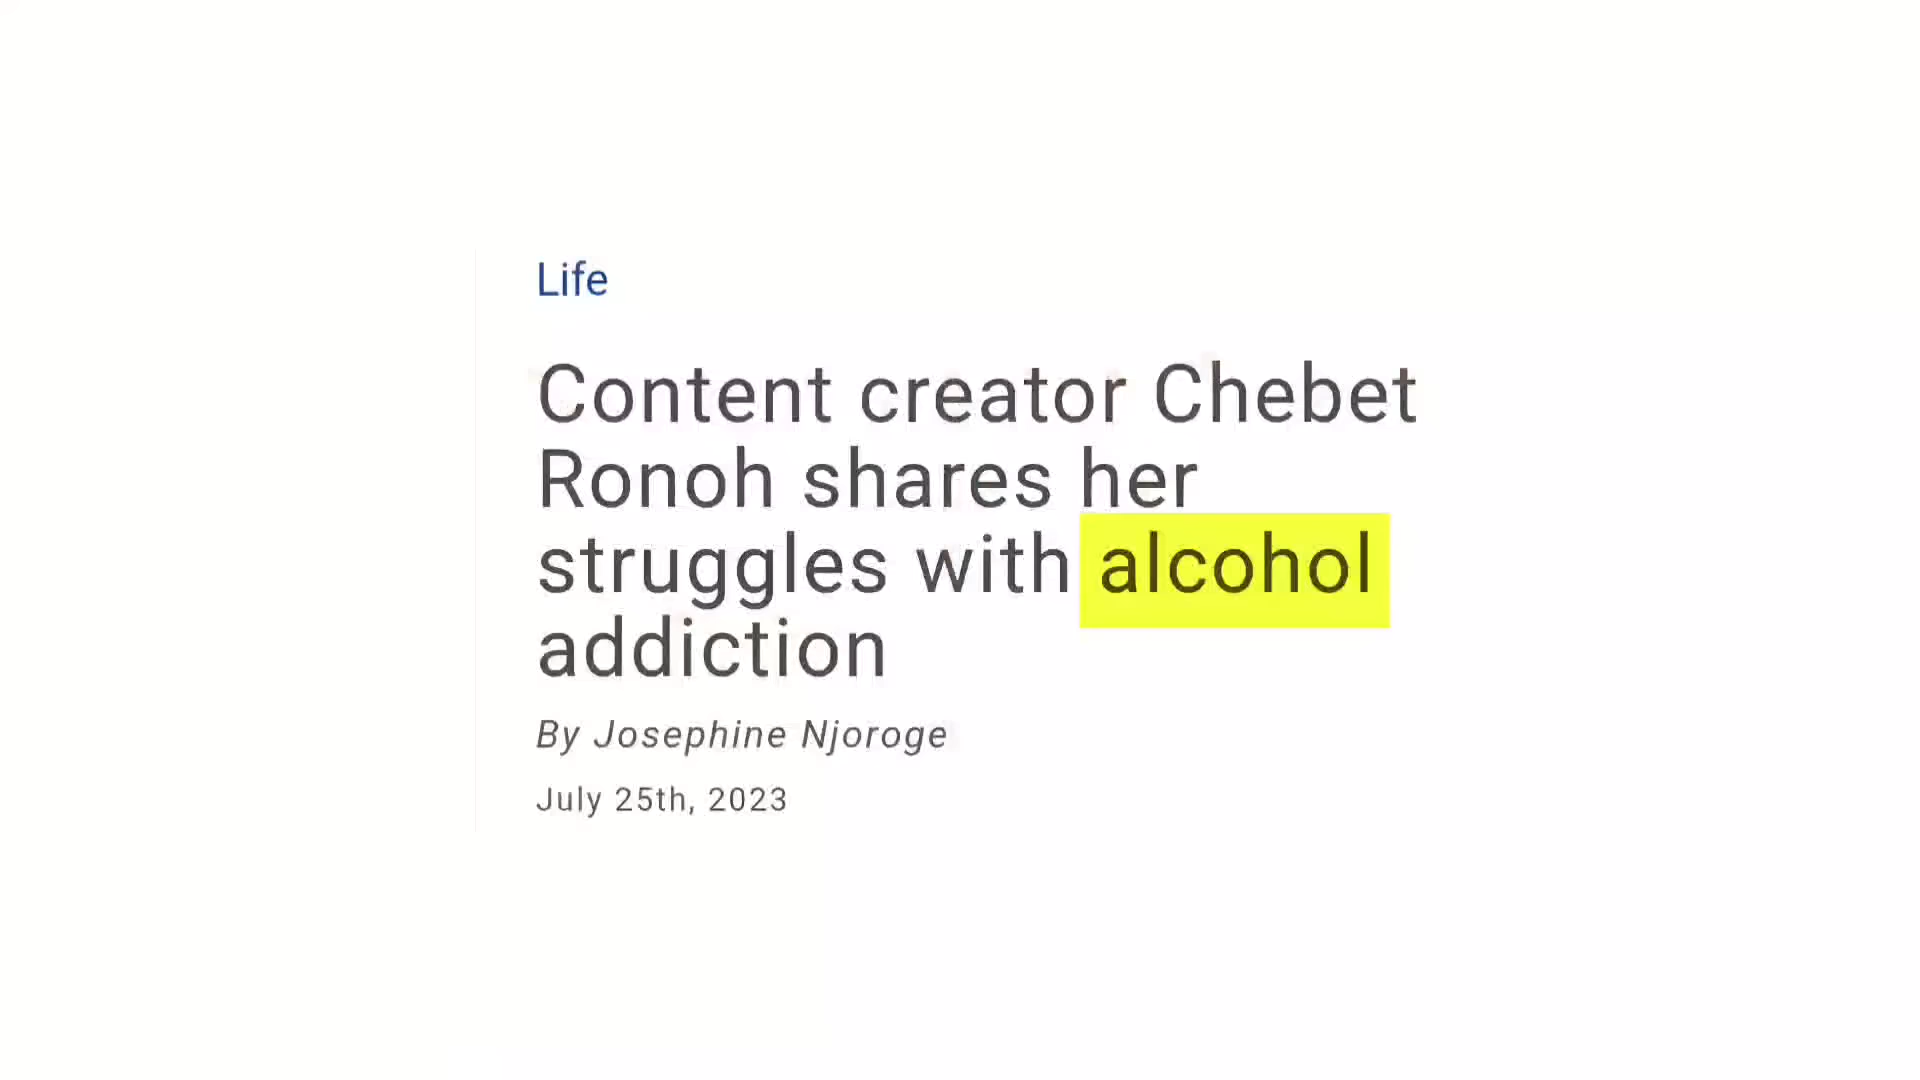 Life
Content creator Chebet
Ronoh shares her
struggles with alcohol
addiction
By Josephine Njoroge
July 25th, 2023